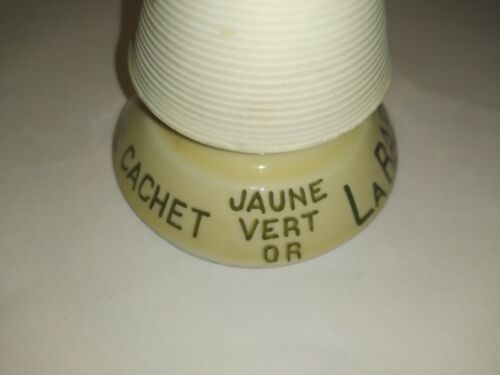 CACHET
JAUNE
VERT
OR
LA